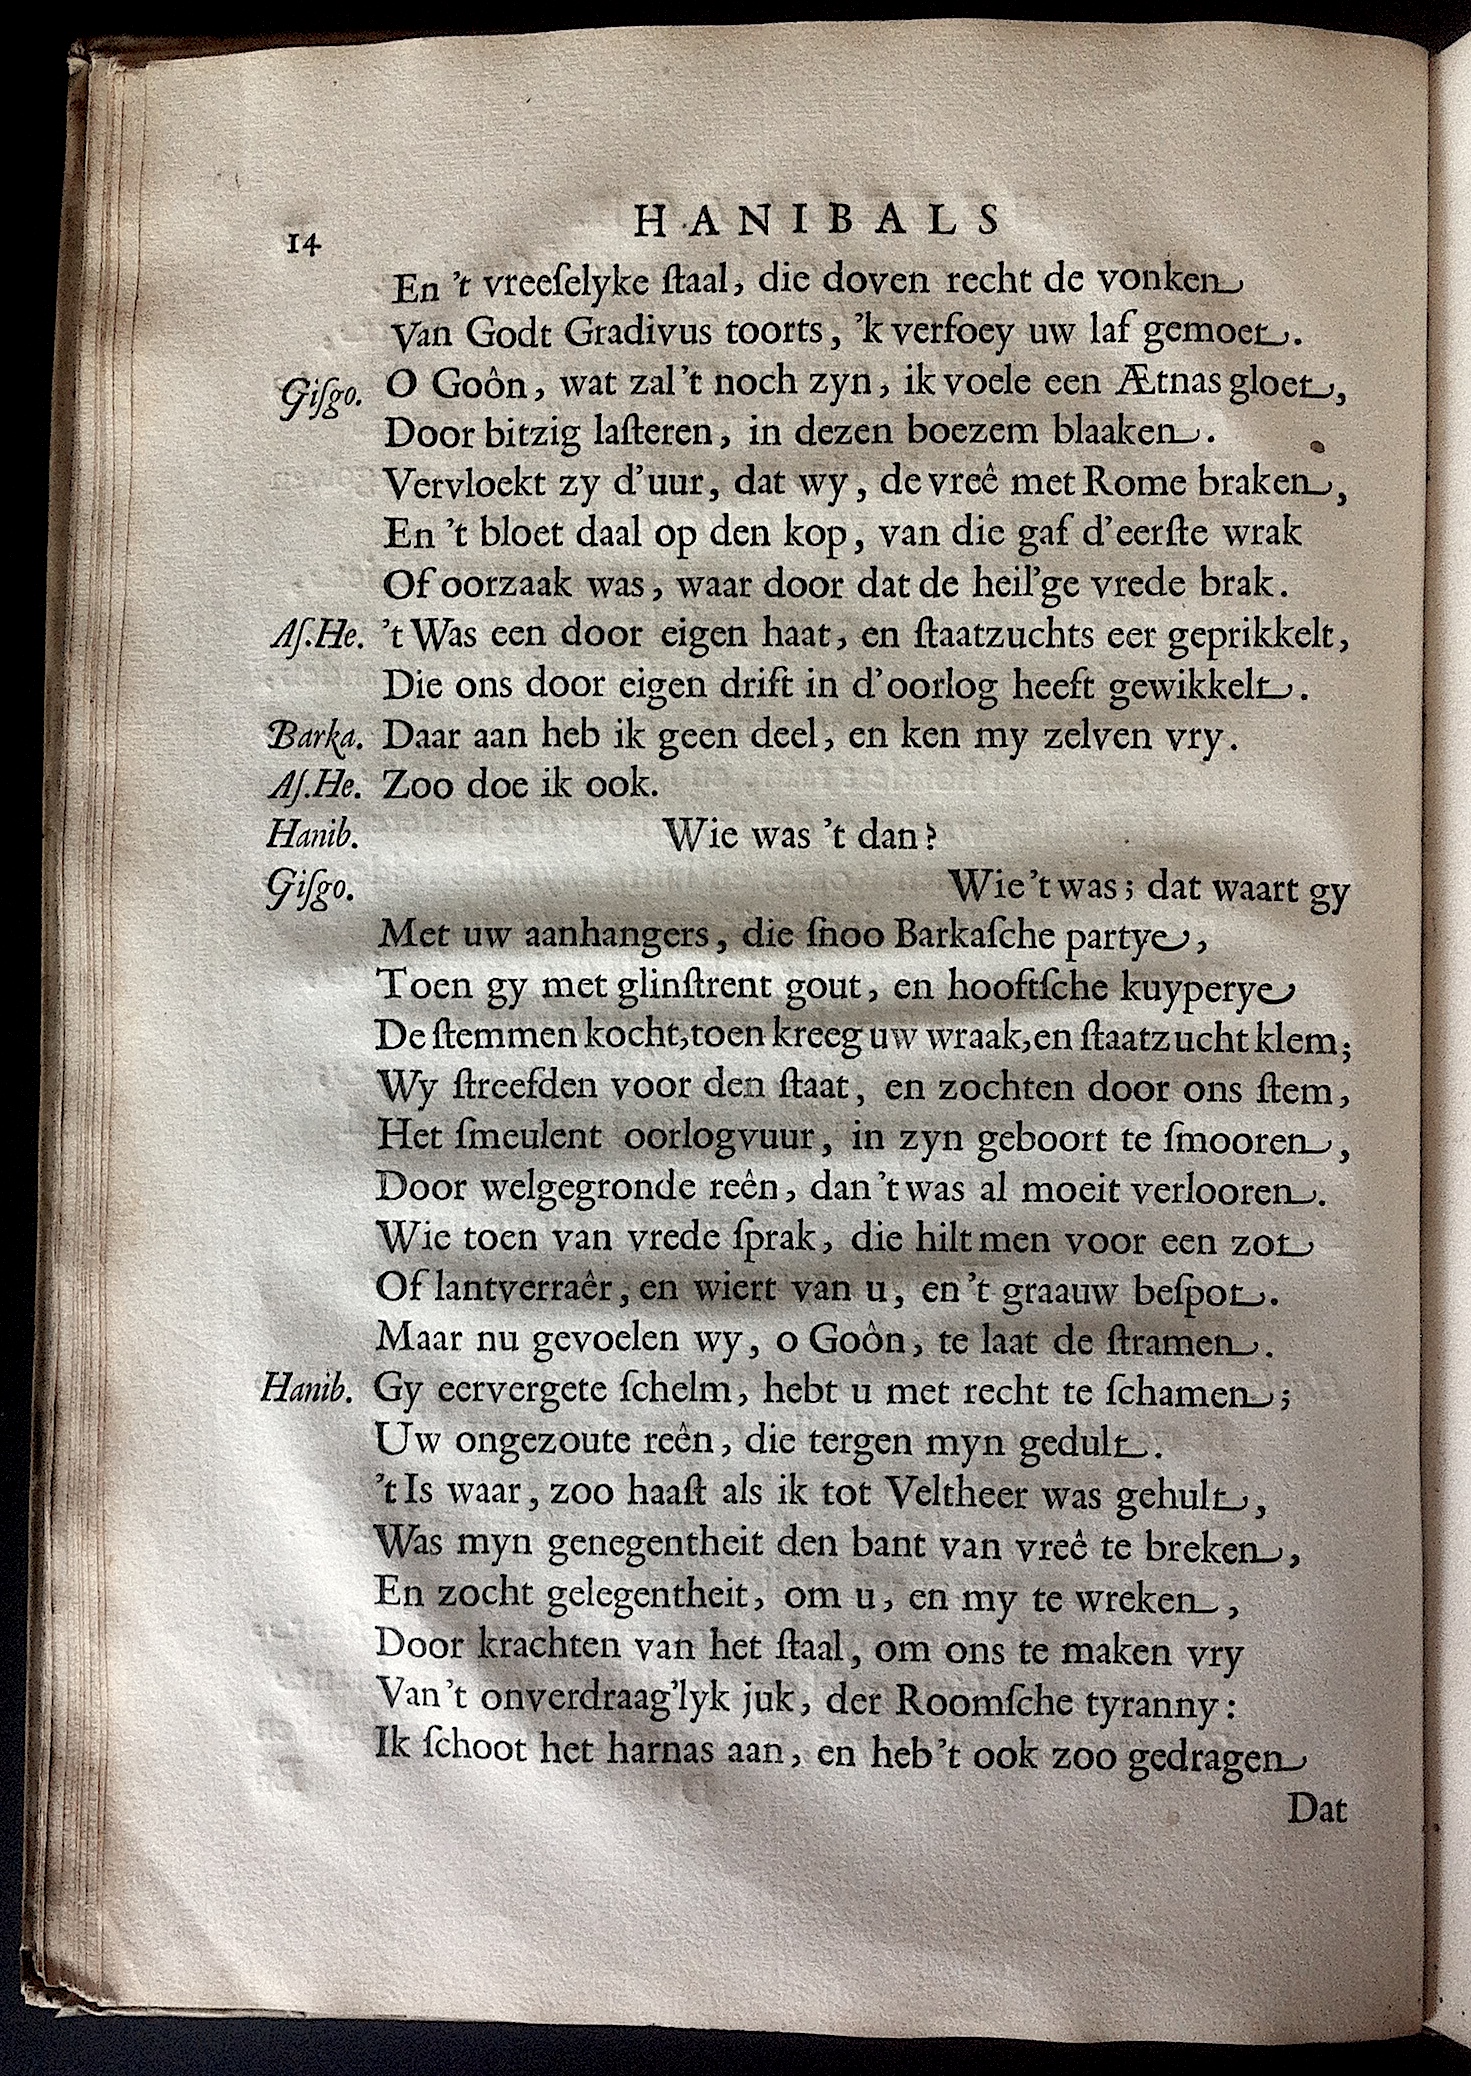 14 HANIBALS
En 't vreeſelyke ſtaal, die doven recht de vonken
Van Godt Gradivus toorts, 'k verfoey uw laf gemoet.
Giſgo. O Goôn, wat zal 't noch zyn, ik voele een Ætnas gloet,
Door bitzig laſteren, in dezen boezem blaaken.
Vervloekt zy d'uur, dat wy, de vreê met Rome braken,
En 't bloet daal op den kop, van die gaf d'eerſte wrak
Of oorzaak was, waar door dat de heil'ge vrede brak.
Aſ.He. 't Was een door eigen haat, en ſtaatzuchts eer geprikkelt,
Die ons door eigen drift in d'oorlog heeft gewikkelt.
Barka. Daar aan heb ik geen deel, en ken my zelven vry.
Aſ.He. Zoo doe ik ook.
Hanib. Wie was 't dan?
Giſgo. Wie 't was; dat waart gy
Met uw aanhangers, die ſnoo Barkaſche partye,
Toen gy met glinſtrent gout, en hooftſche kuyperye
De ſtemmen kocht, toen kreeg uw wraak, en ſtaatzucht klem;
Wy ſtreefden voor den ſtaat, en zochten door ons ſtem,
Het ſmeulent oorlogvuur, in zyn geboort te ſmooren,
Door welgegronde reên, dan 't was al moeit verlooren.
Wie toen van vrede ſprak, die hilt men voor een zot
Of lantverraêr, en wiert van u, en 't graauw beſpot.
Maar nu gevoelen wy, o Goôn, te laat de ſtramen.
Hanib. Gy eervergete ſchelm, hebt u met recht te ſchamen;
Uw ongezoute reên, die tergen myn gedult.
't Is waar, zoo haaſt als ik tot Veltheer was gehult,
Was myn genegentheit den bant van vreê te breken,
En zocht gelegentheit, om u, en my te wreken,
Door krachten van het ſtaal, om ons te maken vry
Van 't onverdraag'lyk juk, der Roomſche tyranny:
Ik ſchoot het harnas aan, en heb 't ook zoo gedragen
Dat